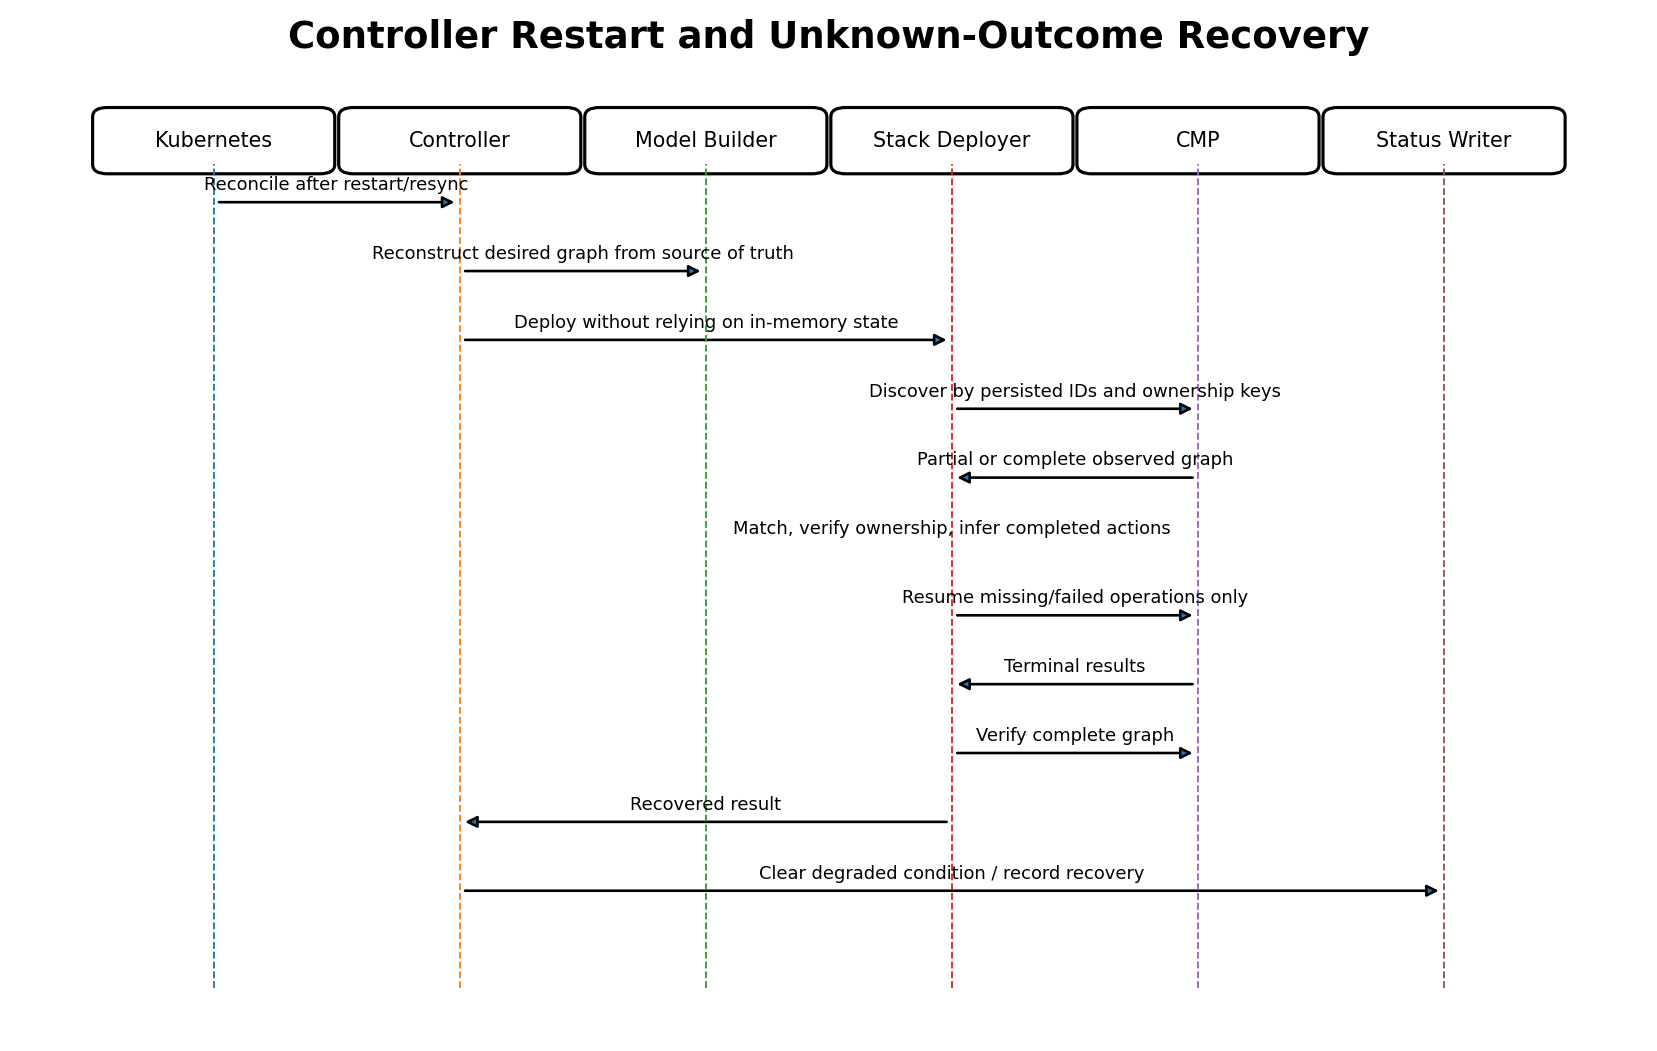 Controller Restart and Unknown-Outcome Recovery
Kubernetes
Controller
Model Builder
Stack Deployer
CMP
Status Writer
Reconcile after restart/resync
Reconstruct desired graph from source of truth
Deploy without relying on in-memory state
Discover by persisted IDs and ownership keys
Partial or complete observed graph
Match, verify ownership, infer completed actions
Resume missing/failed operations only
Terminal results
Verify complete graph
Recovered result
Clear degraded condition / record recovery